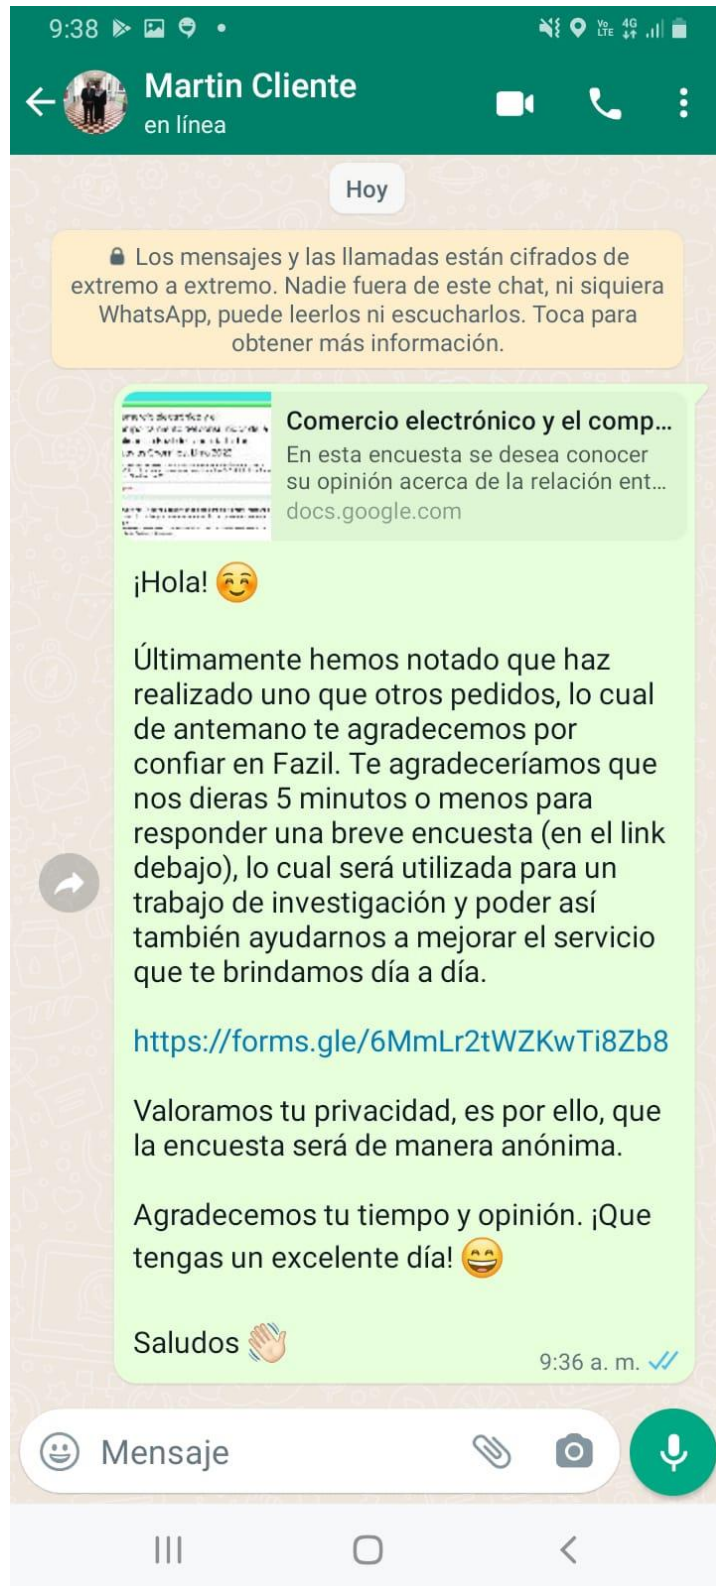 9:38
Vo
LTE
4G
Martin Cliente
en línea
Hoy
Los mensajes y las llamadas están cifrados de
extremo a extremo. Nadie fuera de este chat, ni siquiera
WhatsApp, puede leerlos ni escucharlos. Toca para
obtener más información.
Comercio electrónico y el comp...
En esta encuesta se desea conocer
su opinión acerca de la relación ent...
docs.google.com
¡Hola! ☺️
Últimamente hemos notado que haz
realizado uno que otros pedidos, lo cual
de antemano te agradecemos por
confiar en Fazil. Te agradeceríamos que
nos dieras 5 minutos o menos para
responder una breve encuesta (en el link
debajo), lo cual será utilizada para un
trabajo de investigación y poder así
también ayudarnos a mejorar el servicio
que te brindamos día a día.
https://forms.gle/6MmLr2tWZKwTi8Zb8
Valoramos tu privacidad, es por ello, que
la encuesta será de manera anónima.
Agradecemos tu tiempo y opinión. ¡Que
tengas un excelente día! 😄
Saludos 👋🏻
9:36 a. m.
Mensaje